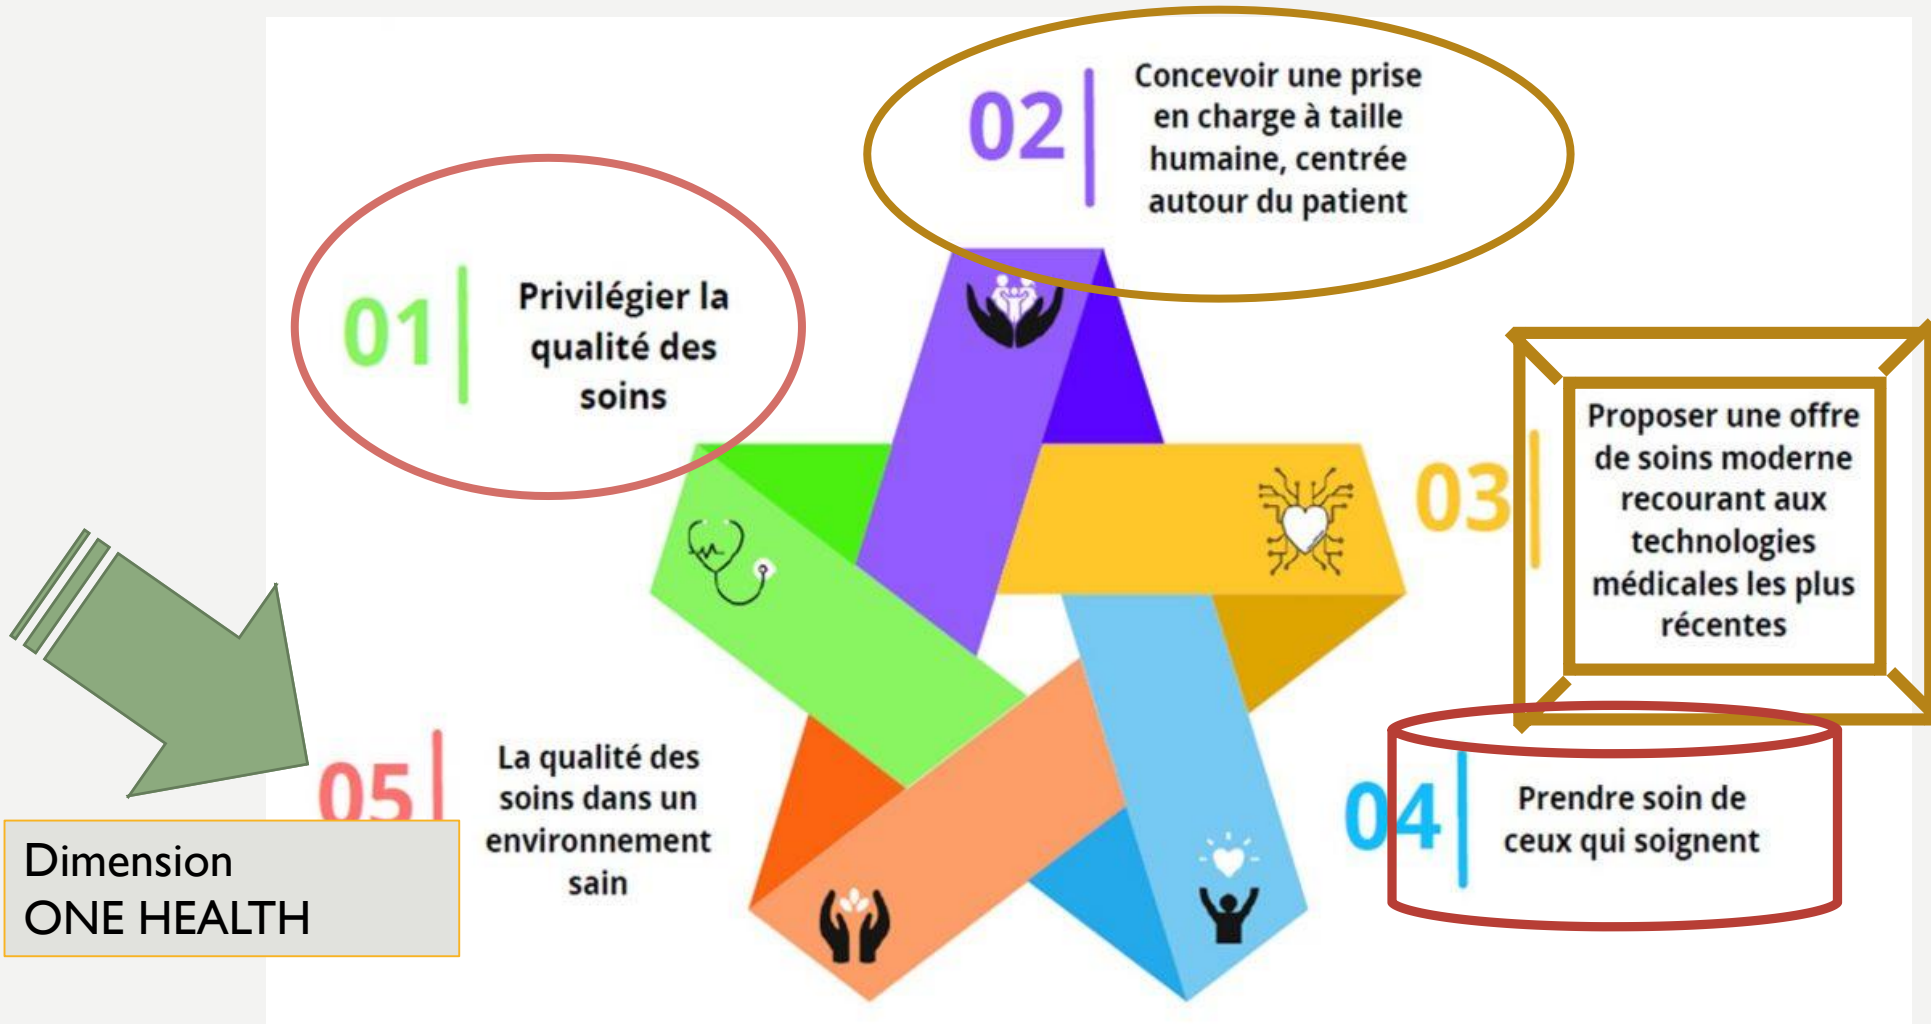 01
Privilégier la
qualité des
soins
02
Concevoir une prise
en charge à taille
humaine, centrée
autour du patient
03
Proposer une offre
de soins moderne
recourant aux
technologies
médicales les plus
récentes
04
Prendre soin de
ceux qui soignent
05
La qualité des
soins dans un
environnement
sain
Dimension
ONE HEALTH